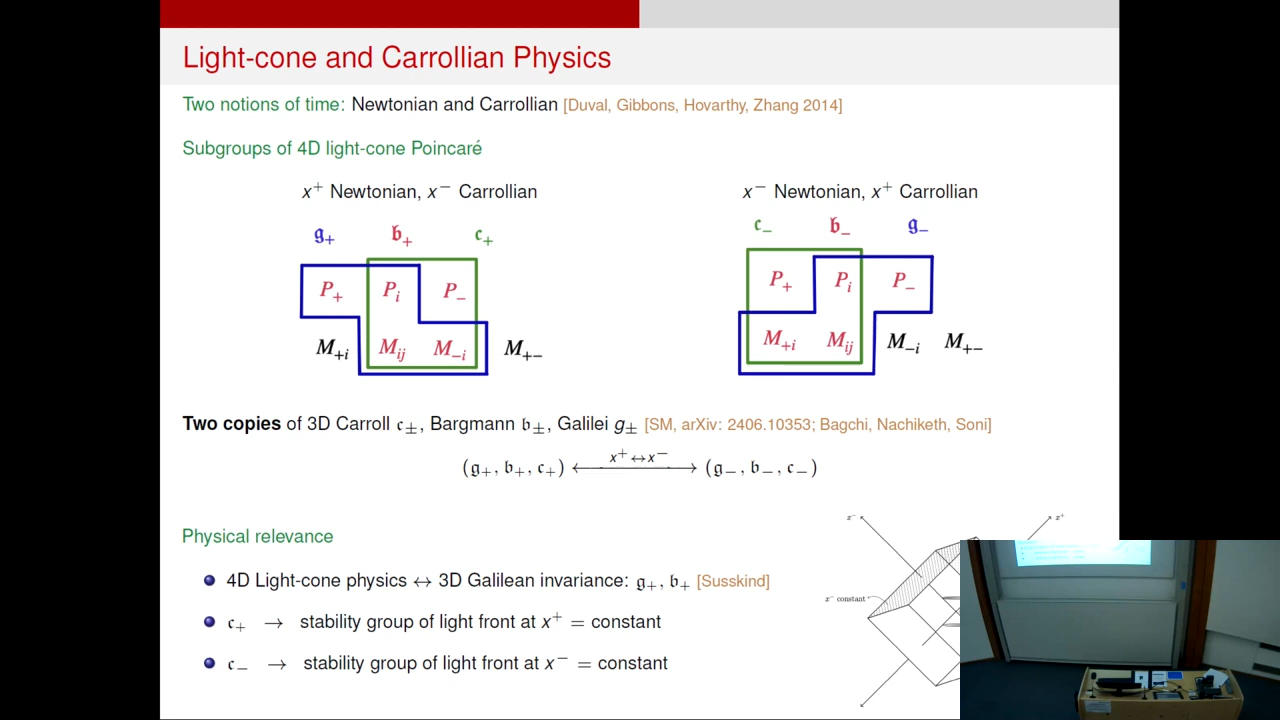 Light-cone and Carrollian Physics
Two notions of time: Newtonian and Carrollian [Duval, Gibbons, Hovarthy, Zhang 2014]
Subgroups of 4D light-cone Poincaré
x⁺ Newtonian, x⁻ Carrollian
𝔤₊ 𝔟₊ 𝔠₊
P₊ Pᵢ P₋
M₊ᵢ Mᵢⱼ M₋ᵢ M₊₋
x⁻ Newtonian, x⁺ Carrollian
𝔠₋ 𝔟₋ 𝔤₋
P₊ Pᵢ P₋
M₊ᵢ Mᵢⱼ M₋ᵢ M₊₋
Two copies of 3D Carroll 𝔠±, Bargmann 𝔟±, Galilei g± [SM, arXiv: 2406.10353; Bagchi, Nachiketh, Soni]
x⁺↔x⁻
(𝔤₊, 𝔟₊, 𝔠₊) ⟷ (𝔤₋, 𝔟₋, 𝔠₋)
Physical relevance
4D Light-cone physics ↔ 3D Galilean invariance: 𝔤₊, 𝔟₊ [Susskind]
𝔠₊ → stability group of light front at x⁺ = constant
𝔠₋ → stability group of light front at x⁻ = constant
x⁻ x⁺
x⁻ constant